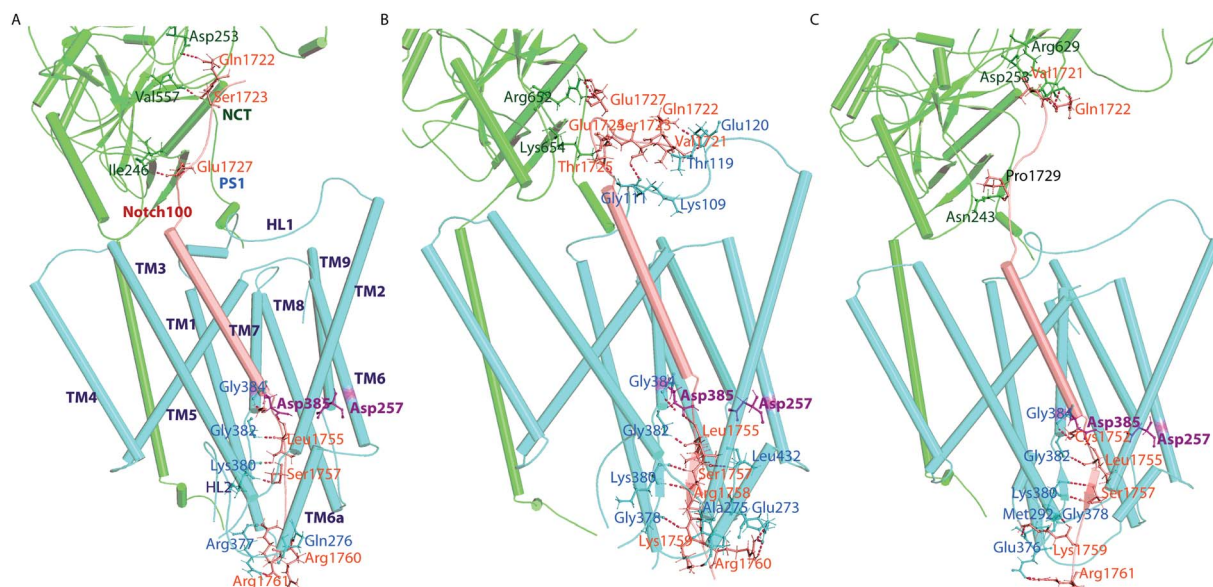 A
Asp253
Gln1722
Val557
Ser1723
NCT
Ile246
Glu1727
PS1
Notch100
HL1
TM3
TM9
TM2
TM1
TM8
TM7
TM4
TM5
TM6
Gly384
Asp385
Asp257
Gly382
Leu1755
Lys380
Ser1757
HL2
TM6a
Arg377
Gln276
Arg1760
Arg1761
B
Arg652
Glu1727
Gln1722
Glu1724
Ser1723
Glu120
Lys654
Val1721
Thr1725
Thr119
Gly111
Lys109
Gly384
Asp385
Asp257
Gly382
Leu1755
Leu432
Lys380
Ser1757
Arg1758
Ala275
Glu273
Gly378
Lys1759
Arg1760
C
Arg629
Asp253
Val1721
Gln1722
Pro1729
Asn243
Gly384
Asp385
Cys1752
Asp257
Gly382
Leu1755
Lys380
Ser1757
Met292
Gly378
Glu376
Lys1759
Arg1761